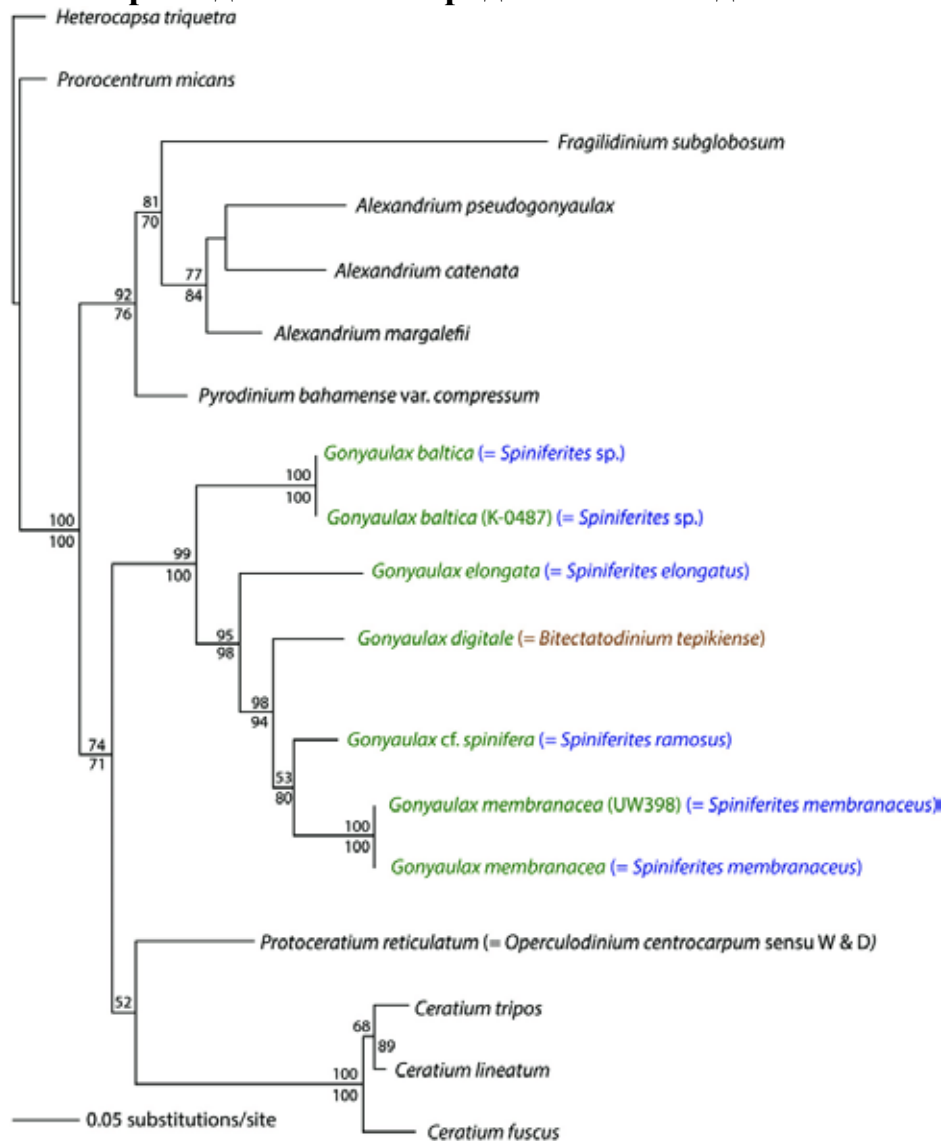 Heterocapsa triquetra
Prorocentrum micans
Fragilidinium subglobosum
81
70
Alexandrium pseudogonyaulax
77
84
Alexandrium catenata
92
76
Alexandrium margalefii
Pyrodinium bahamense var. compressum
Gonyaulax baltica (= Spiniferites sp.)
100
100
Gonyaulax baltica (K-0487) (= Spiniferites sp.)
100
100
99
100
Gonyaulax elongata (= Spiniferites elongatus)
95
98
Gonyaulax digitale (= Bitectatodinium tepikiense)
98
94
74
71
Gonyaulax cf. spinifera (= Spiniferites ramosus)
53
80
Gonyaulax membranacea (UW398) (= Spiniferites membranaceus)
100
100
Gonyaulax membranacea (= Spiniferites membranaceus)
Protoceratium reticulatum (= Operculodinium centrocarpum sensu W & D)
52
Ceratium tripos
68
89
Ceratium lineatum
100
100
0.05 substitutions/site
Ceratium fuscus